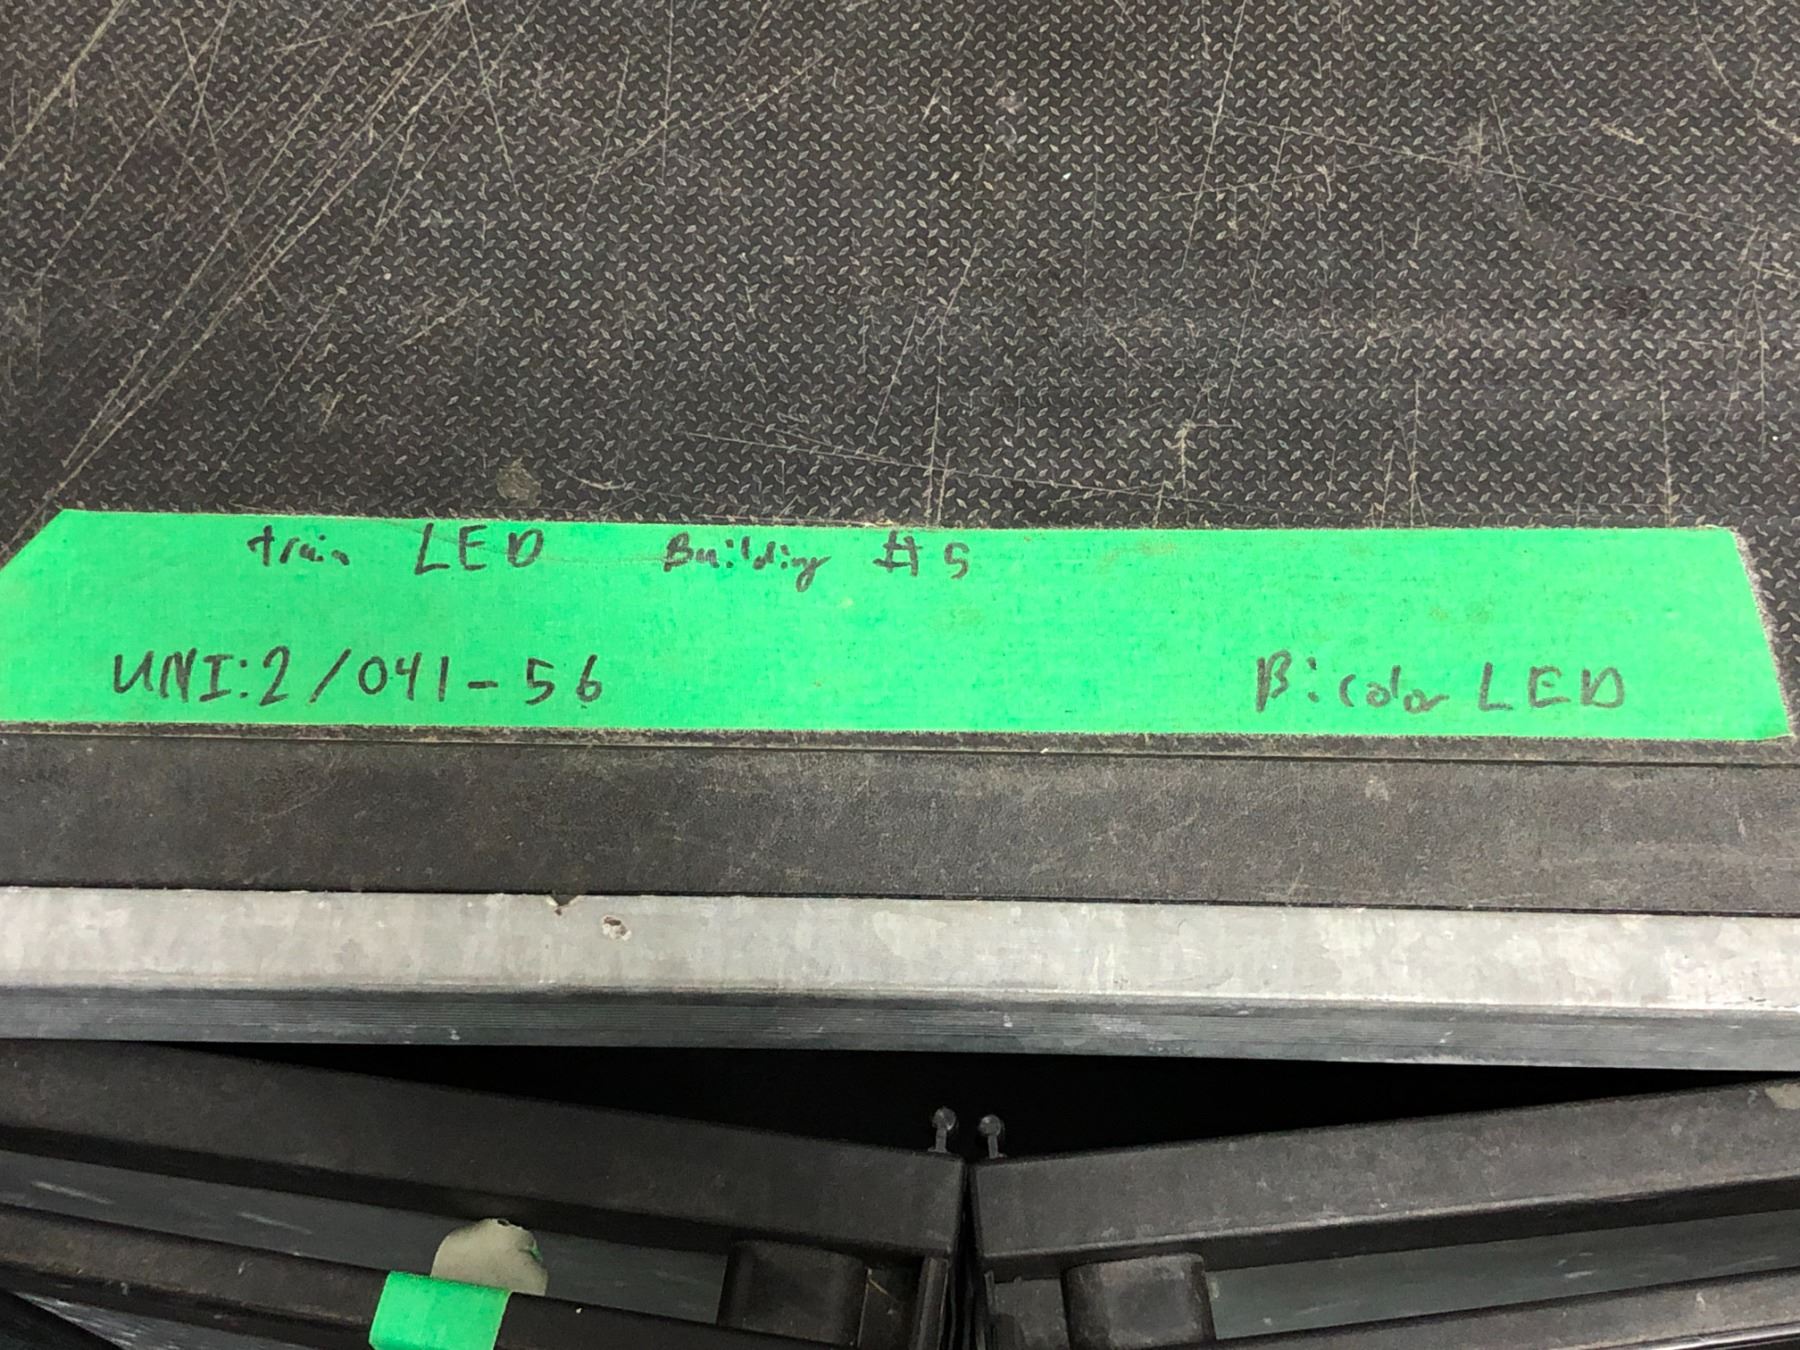 train LED Building #5
UNI:2/041-56
Bicolor LED